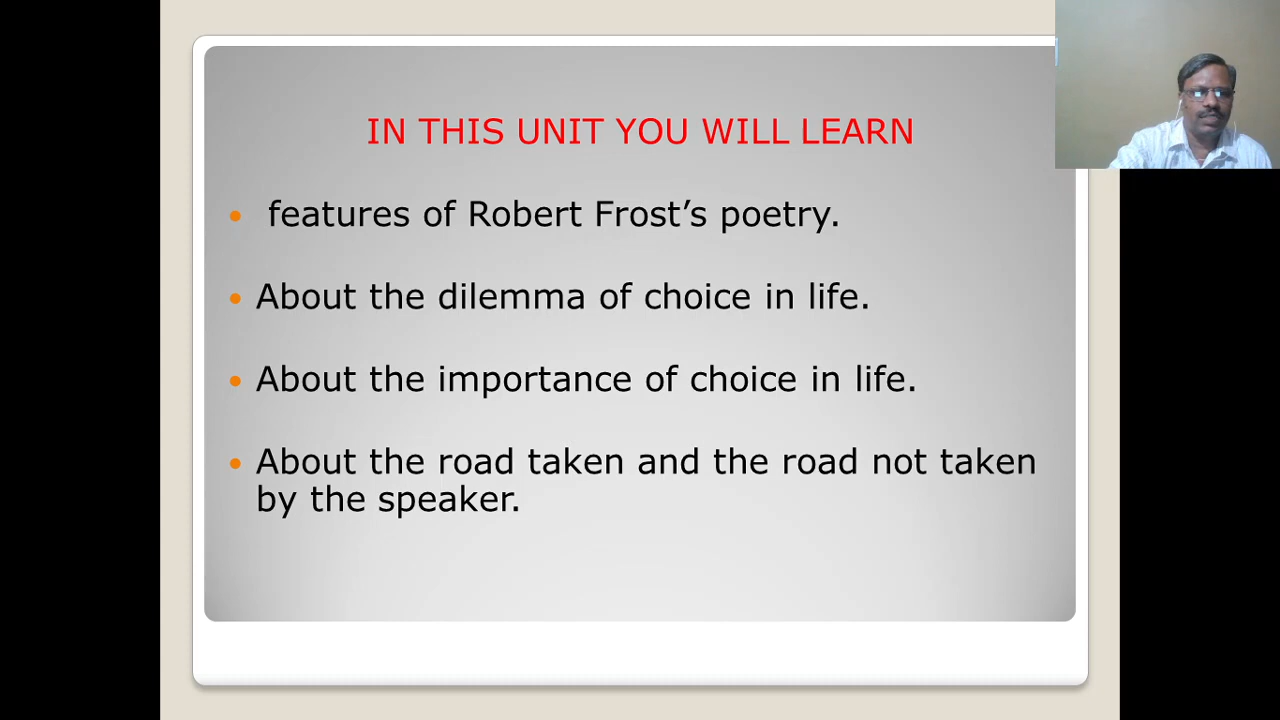 IN THIS UNIT YOU WILL LEARN
features of Robert Frost’s poetry.
About the dilemma of choice in life.
About the importance of choice in life.
About the road taken and the road not taken
by the speaker.